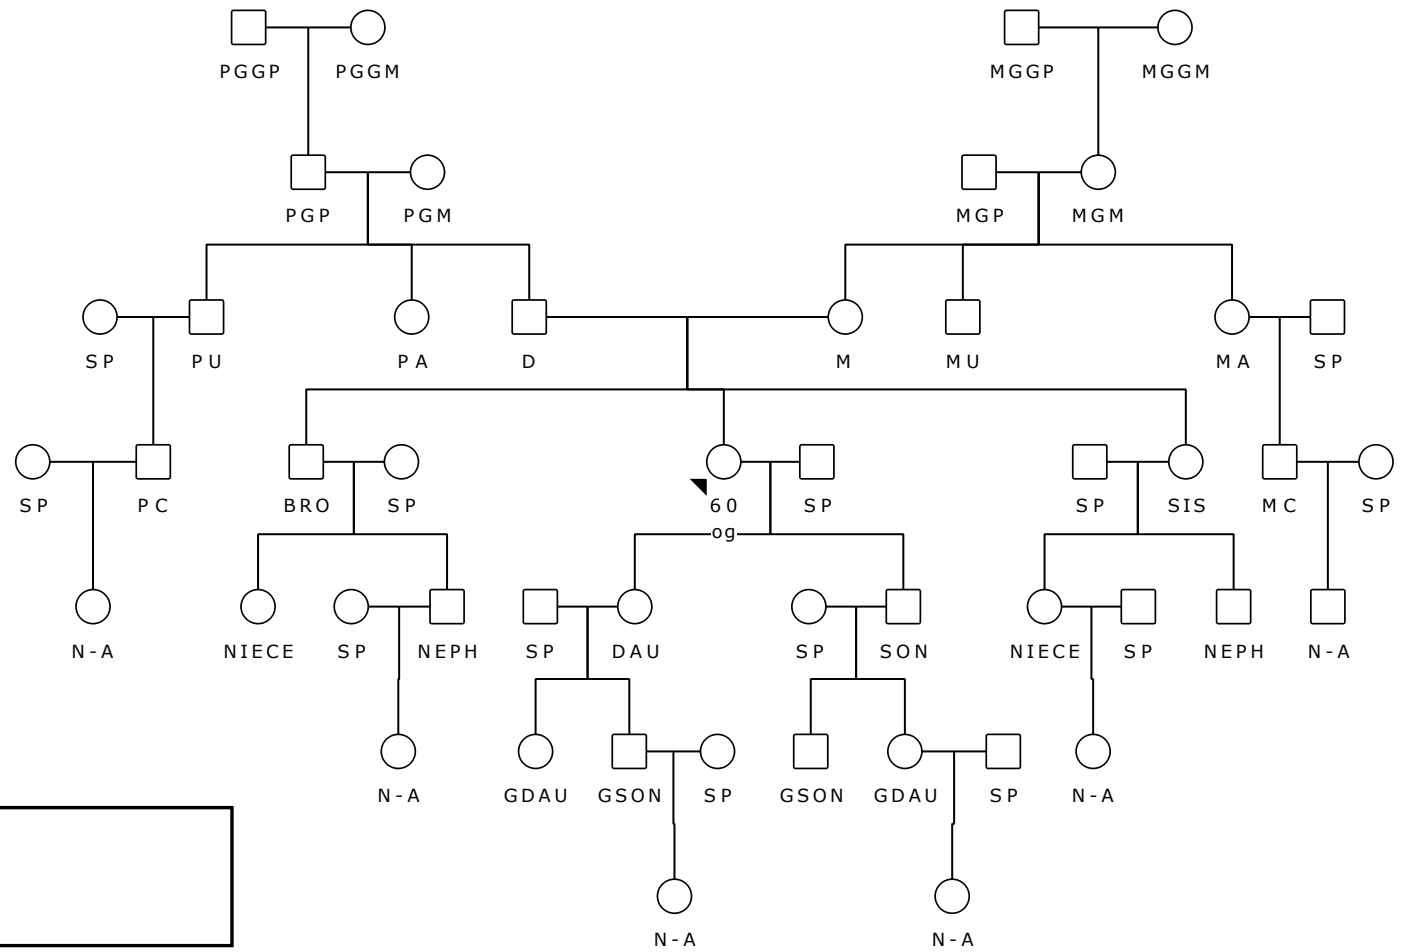 PGGP PGGM MGGP MGGM
PGP PGM MGP MGM
SP PU PA D M MU MA SP
SP PC BRO SP 60 SP SP SIS MC SP
og
N-A NIECE SP NEPH SP DAU SP SON NIECE SP NEPH N-A
N-A GDAU GSON SP GSON GDAU SP N-A
N-A N-A